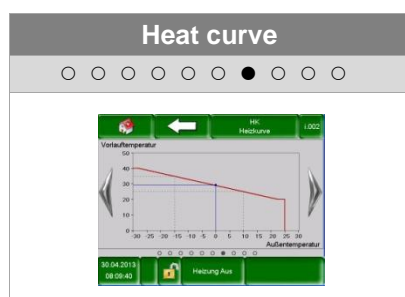 Heat curve
HK
Heizkurve
i.002
Vorlauftemperatur
50
40
30
20
10
0
-30 -25 -20 -15 -10 -5 0 5 10 15 20 25 30
Außentemperatur
30.04.2013
08:09:40
Heizung Aus